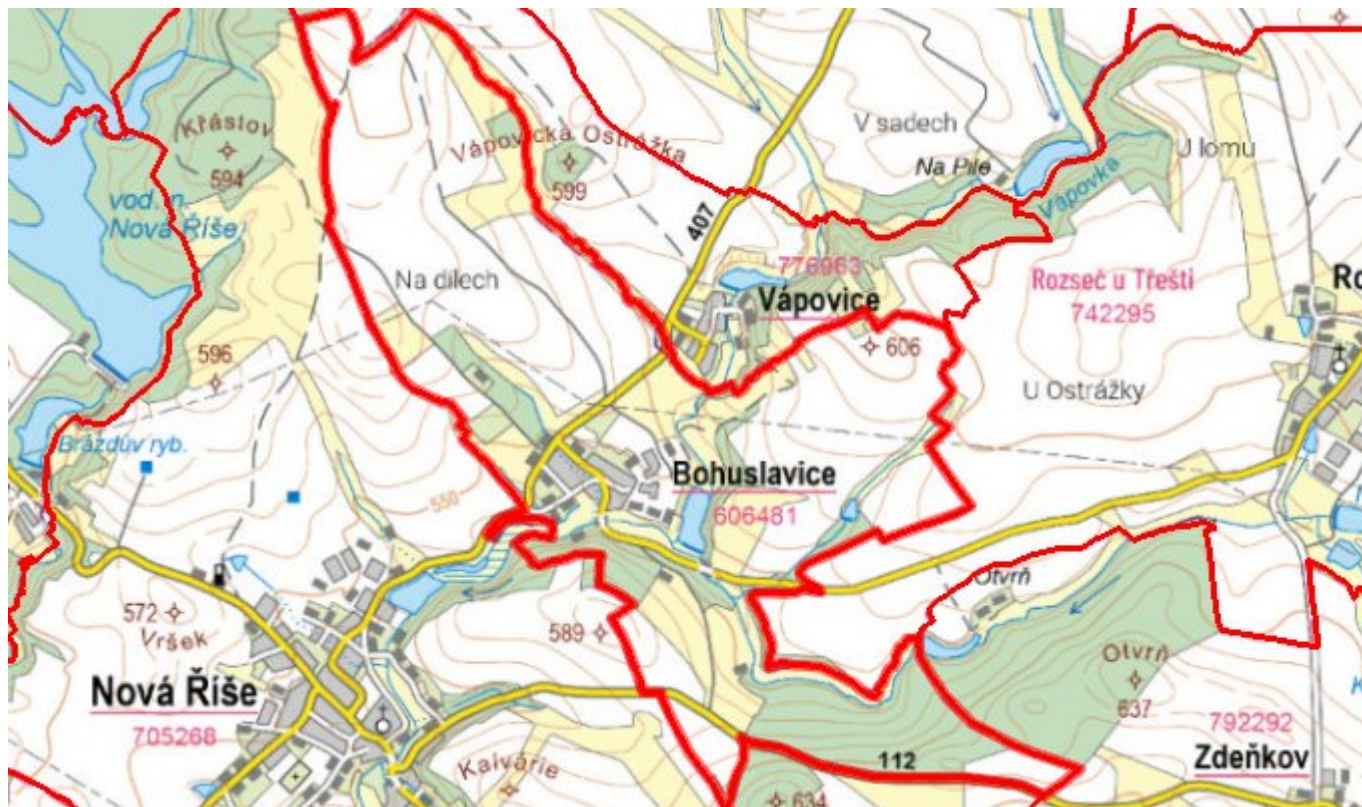 Křástov
594
vod. n.
Nová Říše
596
Brázdův ryb.
Vápovická Ostrážka
599
407
V sadech
Na Pile
Vápovka
U lomu
Na dílech
776963
Vápovice
606
Rozseč u Třešti
742295
Ro
U Ostrážky
550
Bohuslavice
606481
572
Vršek
589
Otvrň
Otvrň
637
Nová Říše
705268
Kalvárie
112
634
792292
Zdeňkov
K